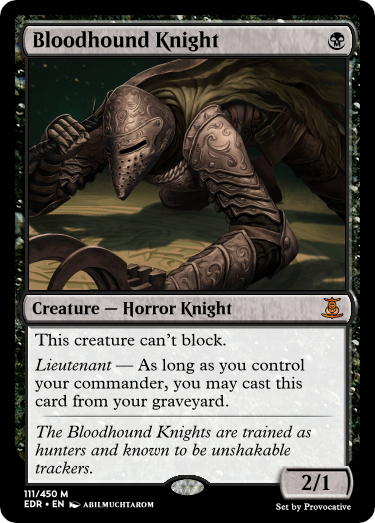 Bloodhound Knight
Creature — Horror Knight
This creature can't block.
Lieutenant — As long as you control
your commander, you may cast this
card from your graveyard.
The Bloodhound Knights are trained as
hunters and known to be unshakable
trackers.
2/1
111/450 M
EDR • EN ABILMUCHTAROM
Set by Provocative